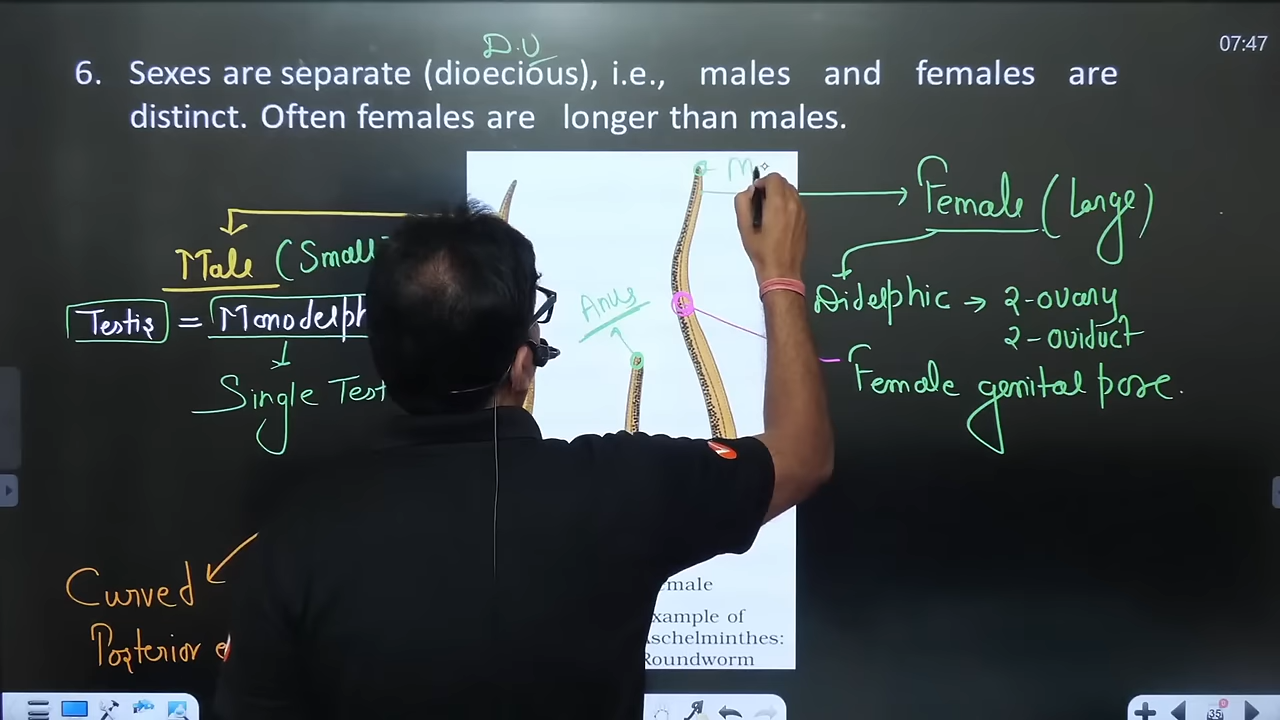 07:47
D.U
6. Sexes are separate (dioecious), i.e., males and females are
distinct. Often females are longer than males.
Female (Large)
Male (Small
Didelphic → 2-ovary
2-oviduct
Anus
Testis = Monodelph
Single Test
Female genital pore.
Curved
Posterior
emale
xample of
schelminthes:
Roundworm
35